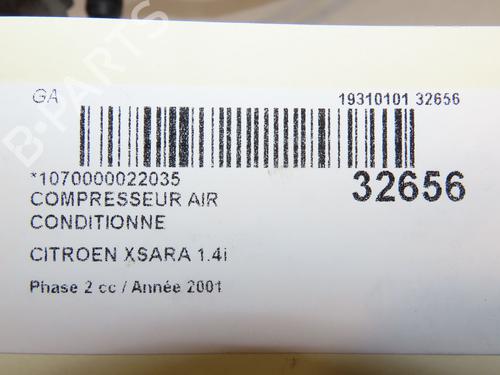 GA 19310101 32656
*1070000022035 32656
COMPRESSEUR AIR
CONDITIONNE
CITROEN XSARA 1.4i
Phase 2 cc / Année 2001
B-PARTS